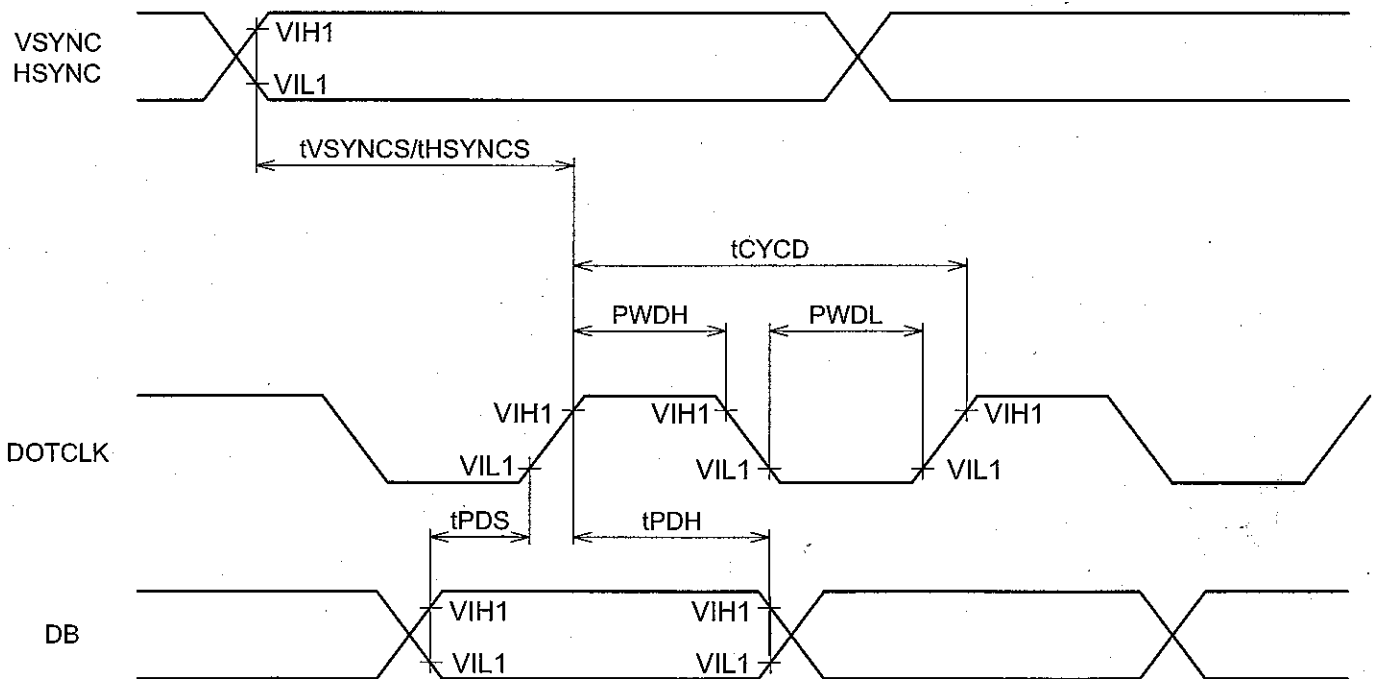 VSYNC
HSYNC
VIH1
VIL1
tVSYNCS/tHSYNCS
tCYCD
PWDH
PWDL
DOTCLK
VIH1
VIH1
VIH1
VIL1
VIL1
VIL1
tPDS
tPDH
DB
VIH1
VIH1
VIL1
VIL1